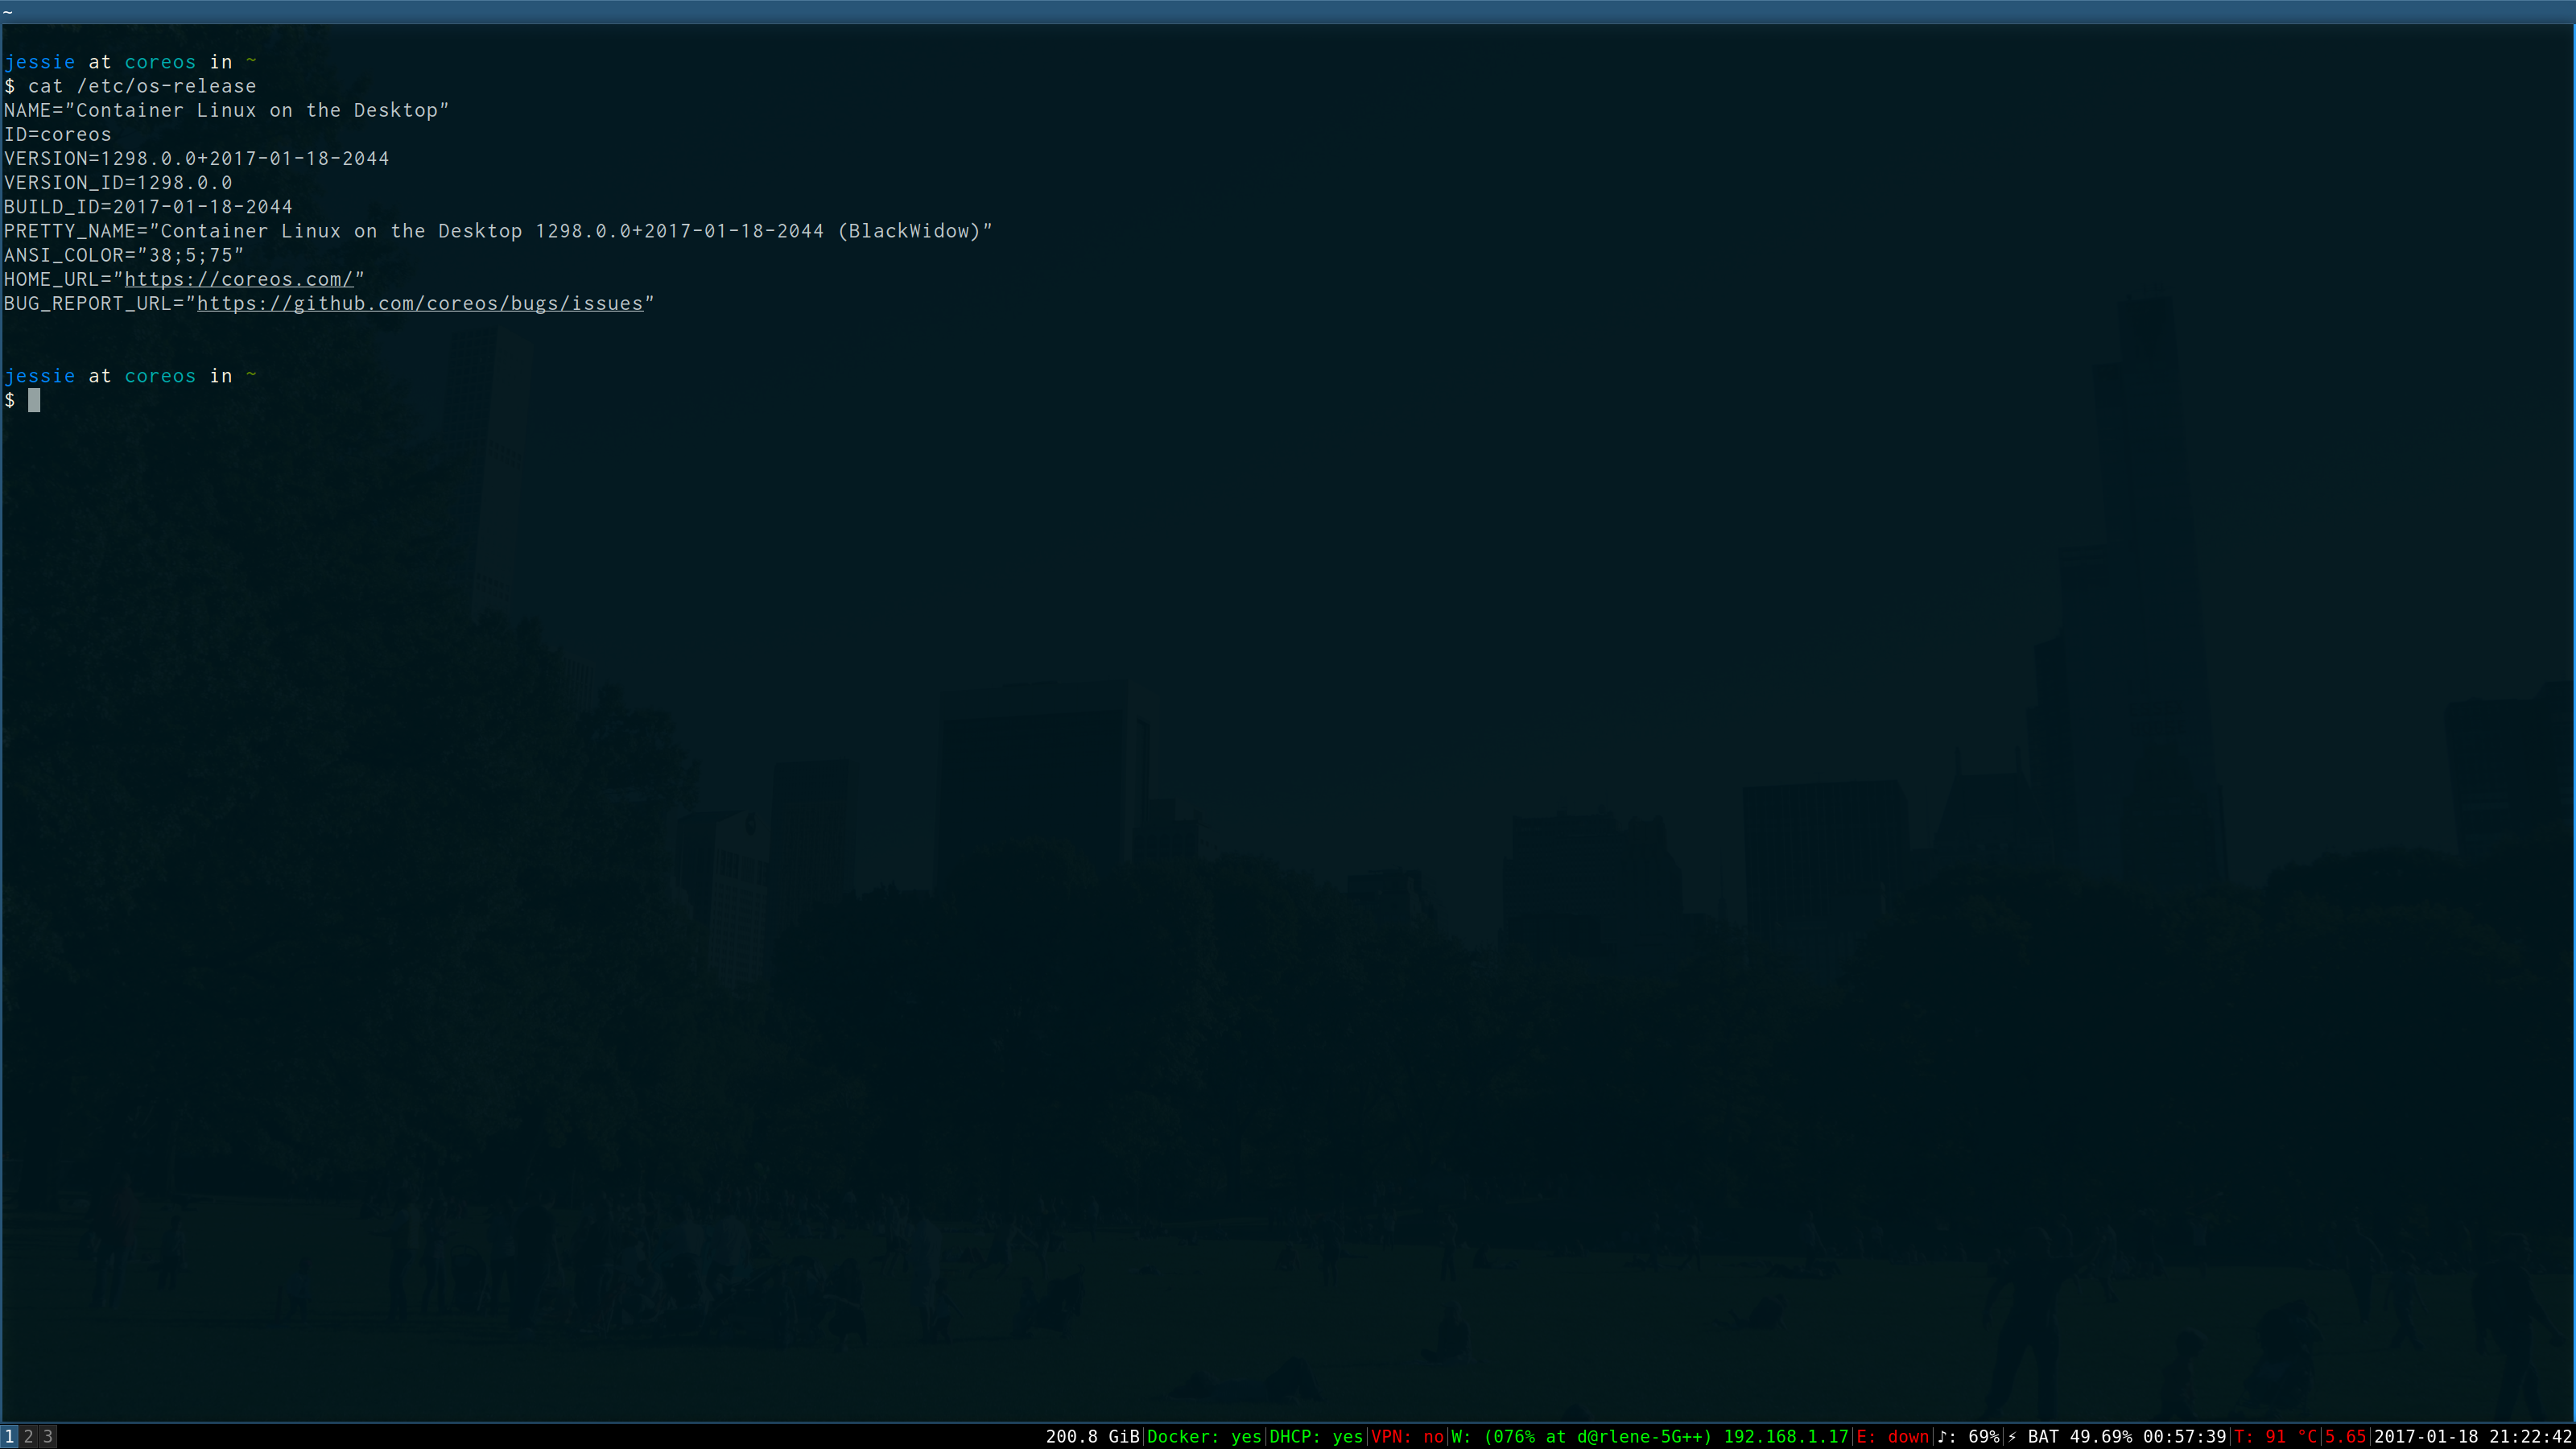 ~
jessie at coreos in ~
$ cat /etc/os-release
NAME="Container Linux on the Desktop"
ID=coreos
VERSION=1298.0.0+2017-01-18-2044
VERSION_ID=1298.0.0
BUILD_ID=2017-01-18-2044
PRETTY_NAME="Container Linux on the Desktop 1298.0.0+2017-01-18-2044 (BlackWidow)"
ANSI_COLOR="38;5;75"
HOME_URL="https://coreos.com/"
BUG_REPORT_URL="https://github.com/coreos/bugs/issues"
jessie at coreos in ~
$
1 2 3 200.8 GiB|Docker: yes|DHCP: yes|VPN: no|W: (076% at d@rlene-5G++) 192.168.1.17|E: down|♪: 69%|⚡ BAT 49.69% 00:57:39|T: 91 °C|5.65|2017-01-18 21:22:42